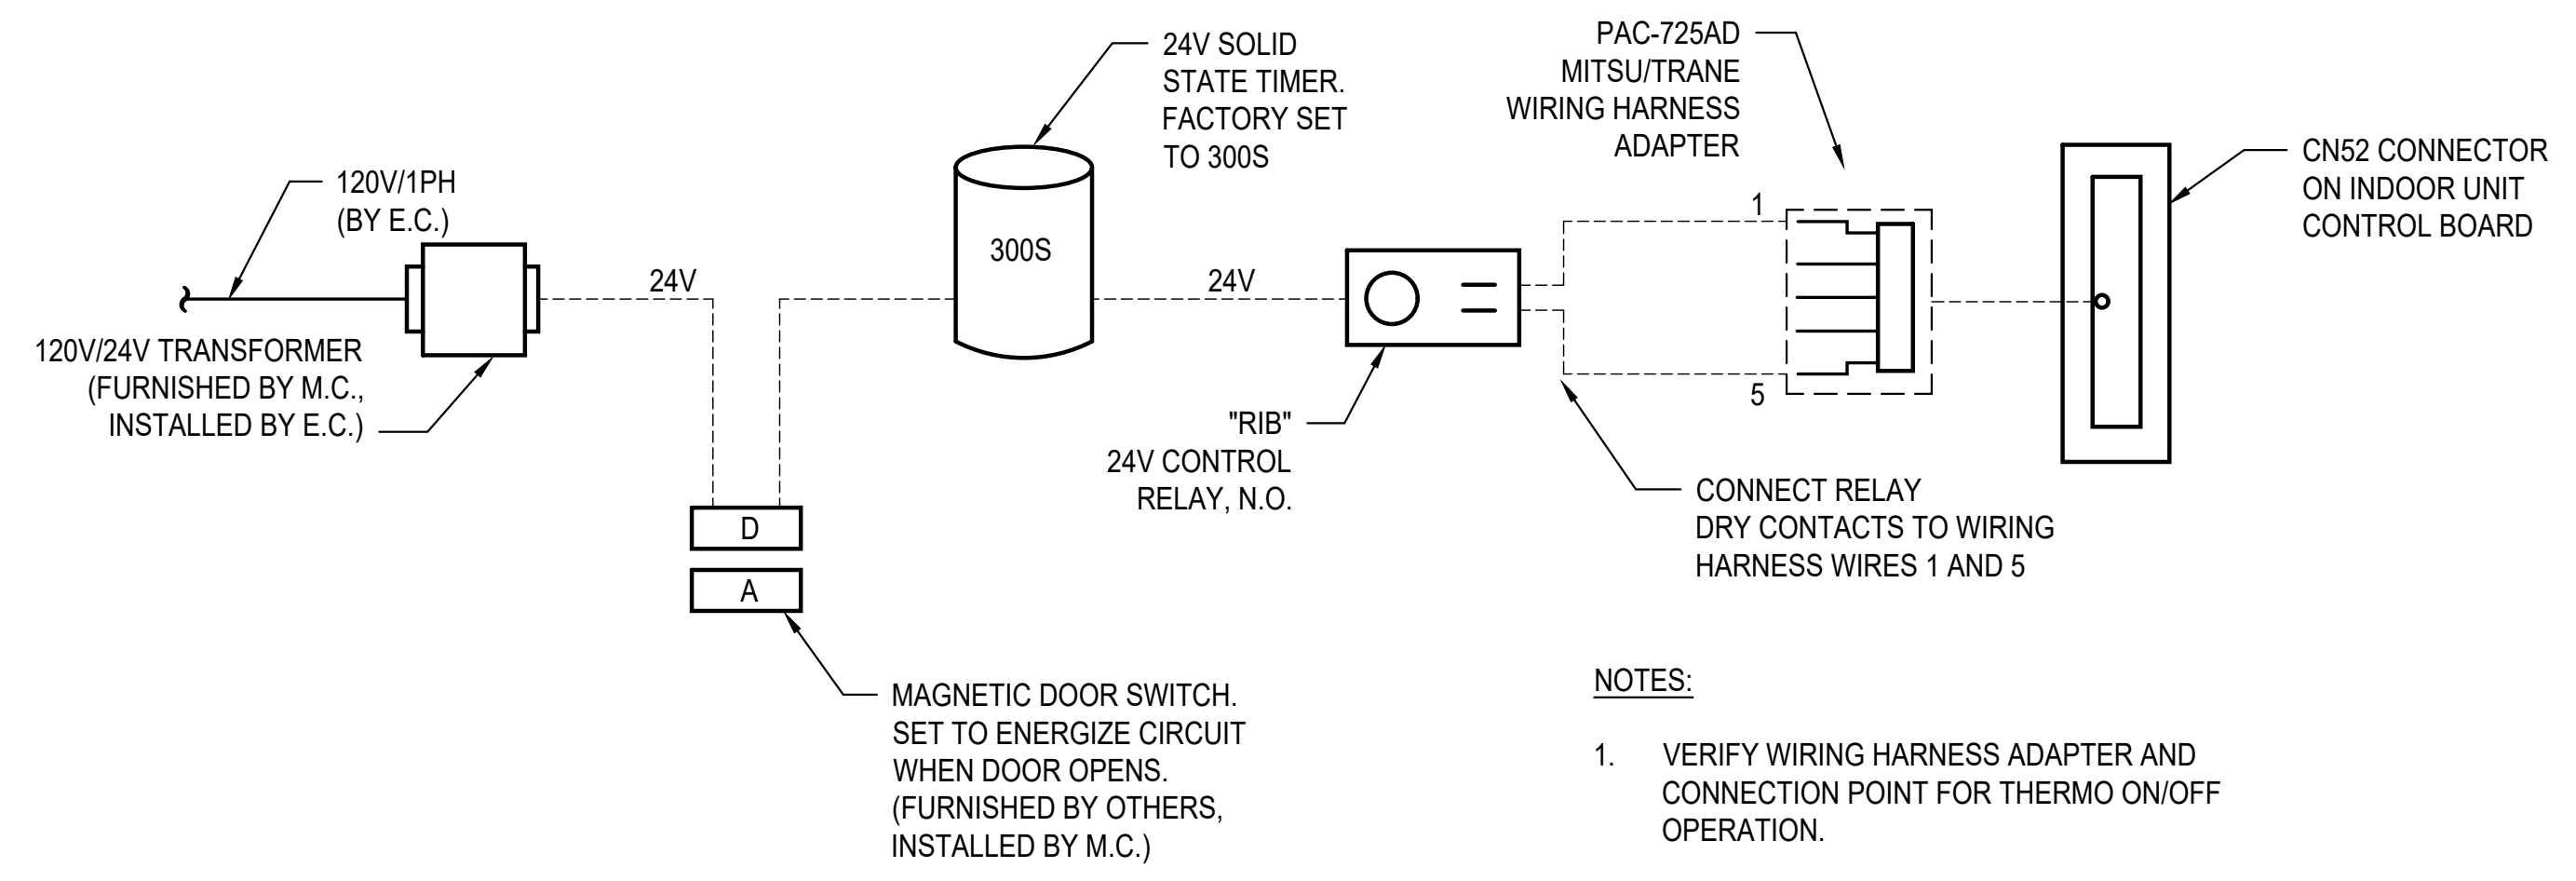 24V SOLID
STATE TIMER.
FACTORY SET
TO 300S
PAC-725AD
MITSU/TRANE
WIRING HARNESS
ADAPTER
CN52 CONNECTOR
ON INDOOR UNIT
CONTROL BOARD
120V/1PH
(BY E.C.)
1
300S
24V
24V
120V/24V TRANSFORMER
(FURNISHED BY M.C.,
INSTALLED BY E.C.)
5
"RIB"
24V CONTROL
RELAY, N.O.
CONNECT RELAY
DRY CONTACTS TO WIRING
HARNESS WIRES 1 AND 5
D
A
MAGNETIC DOOR SWITCH.
SET TO ENERGIZE CIRCUIT
WHEN DOOR OPENS.
(FURNISHED BY OTHERS,
INSTALLED BY M.C.)
NOTES:
1. VERIFY WIRING HARNESS ADAPTER AND
CONNECTION POINT FOR THERMO ON/OFF
OPERATION.